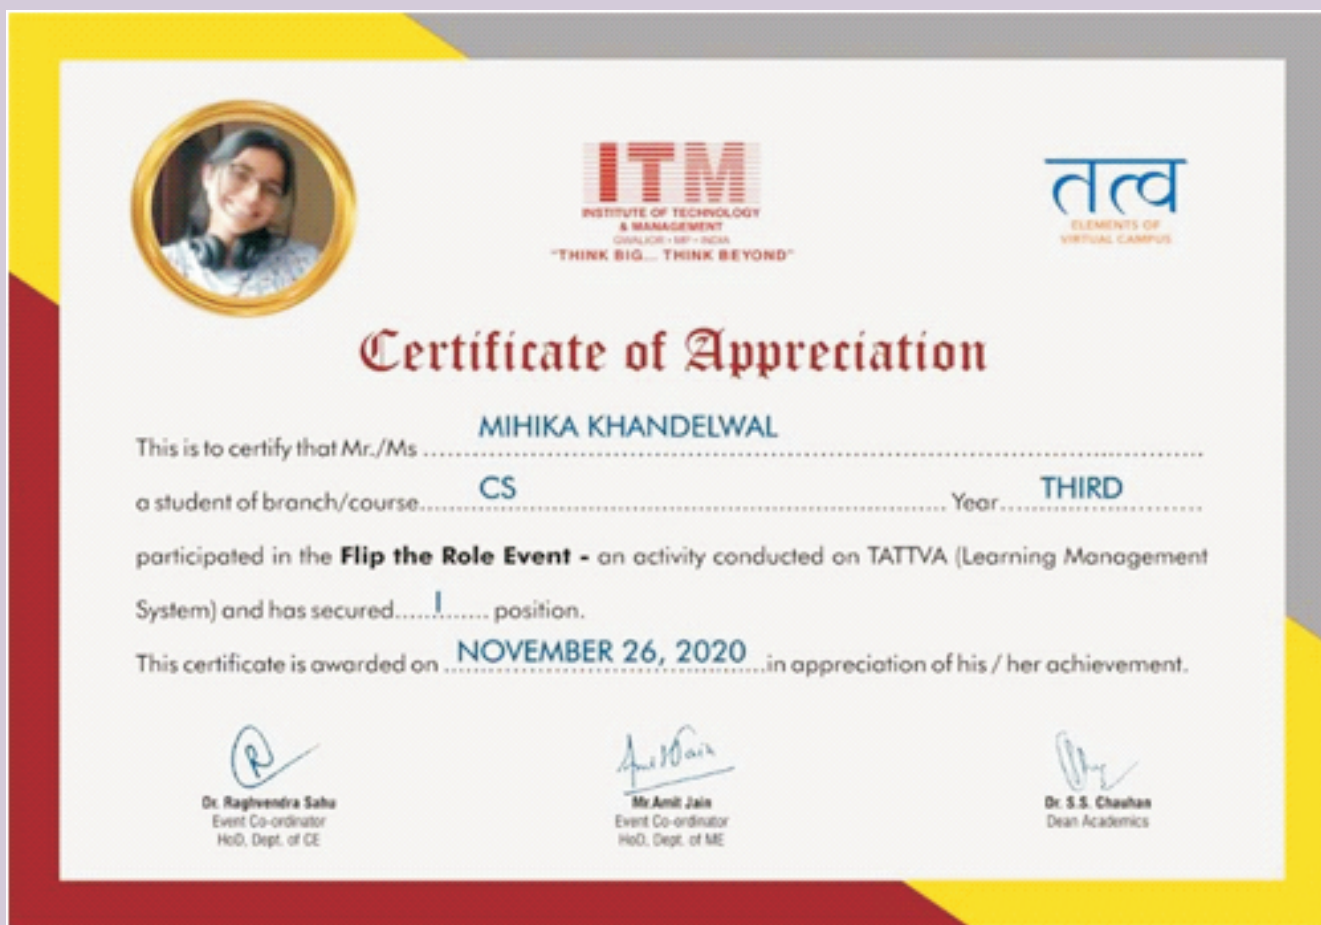 ITM
INSTITUTE OF TECHNOLOGY
& MANAGEMENT
GWALIOR • MP • INDIA
"THINK BIG... THINK BEYOND"
तत्व
ELEMENTS OF
VIRTUAL CAMPUS
Certificate of Appreciation
This is to certify that Mr./Ms MIHIKA KHANDELWAL
a student of branch/course CS Year THIRD
participated in the Flip the Role Event - an activity conducted on TATTVA (Learning Management
System) and has secured I position.
This certificate is awarded on NOVEMBER 26, 2020 in appreciation of his / her achievement.
Amit Jain
Dr. Raghvendra Sahu
Event Co-ordinator
HoD, Dept. of CE
Mr.Amit Jain
Event Co-ordinator
HoD, Dept. of ME
Dr. S.S. Chauhan
Dean Academics